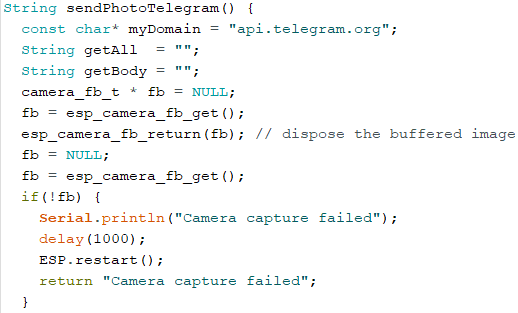 String sendPhotoTelegram() {
  const char* myDomain = "api.telegram.org";
  String getAll  = "";
  String getBody = "";
  camera_fb_t * fb = NULL;
  fb = esp_camera_fb_get();
  esp_camera_fb_return(fb); // dispose the buffered image
  fb = NULL;
  fb = esp_camera_fb_get();
  if(!fb) {
    Serial.println("Camera capture failed");
    delay(1000);
    ESP.restart();
    return "Camera capture failed";
  }